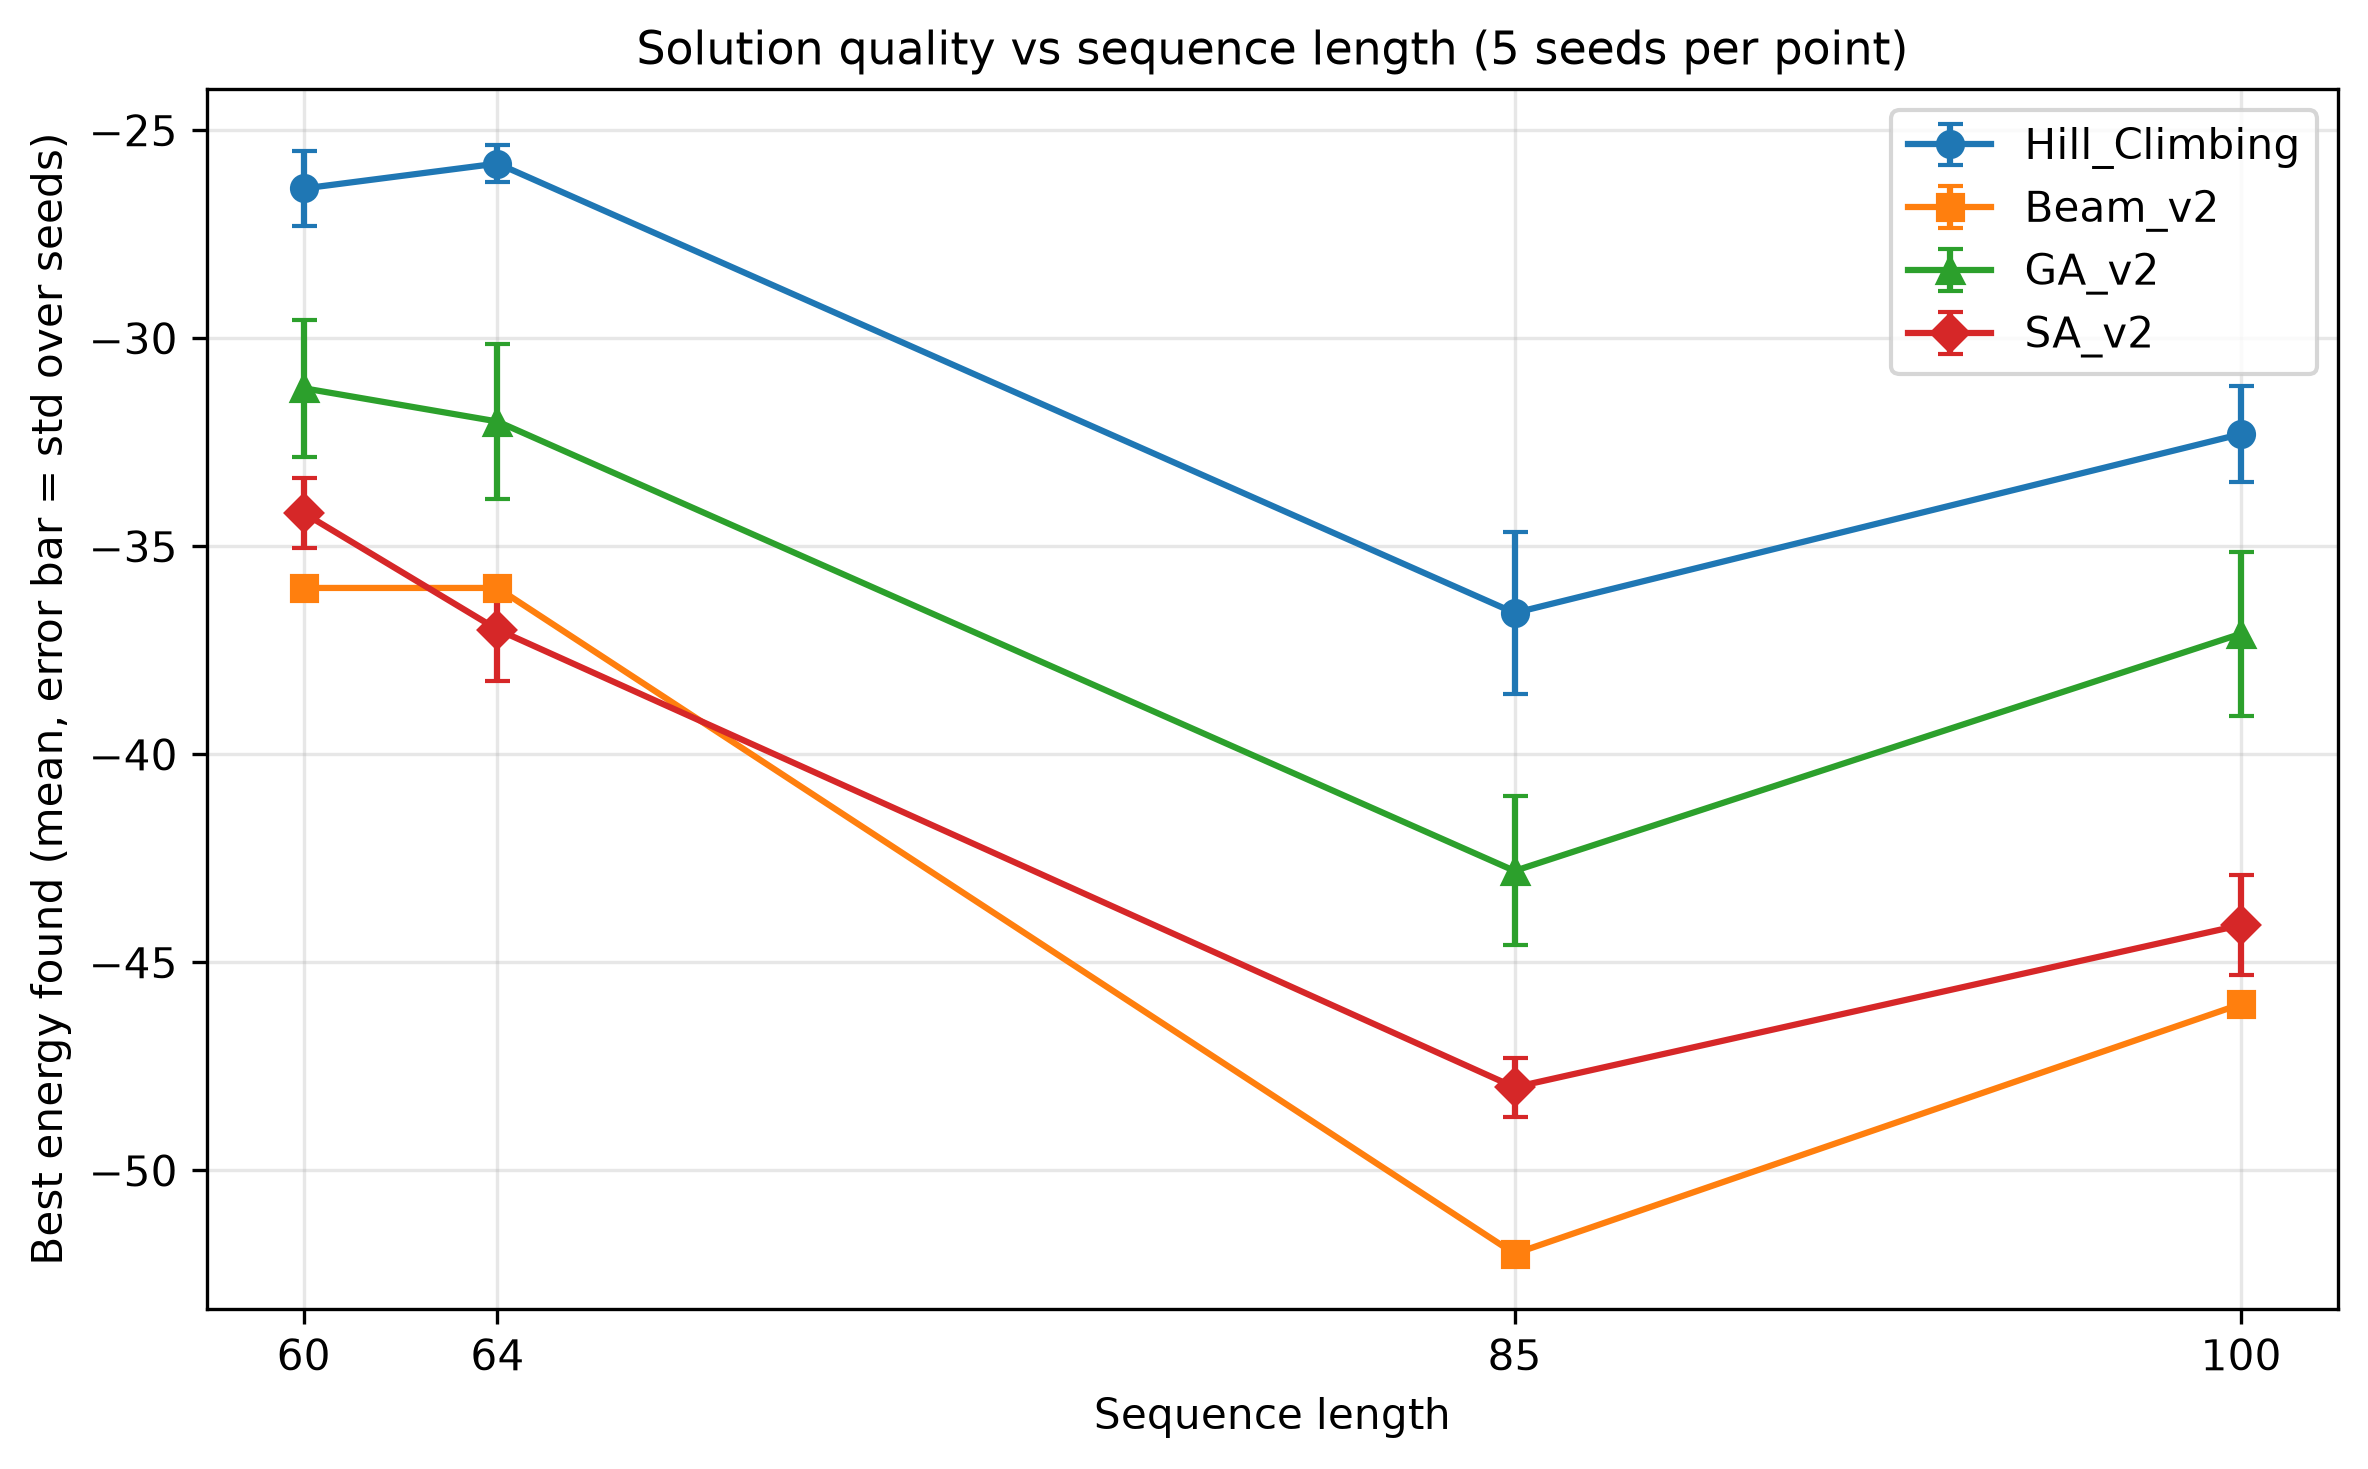 Solution quality vs sequence length (5 seeds per point)
Best energy found (mean, error bar = std over seeds)
−25
−30
−35
−40
−45
−50
Hill_Climbing
Beam_v2
GA_v2
SA_v2
60 64 85 100
Sequence length